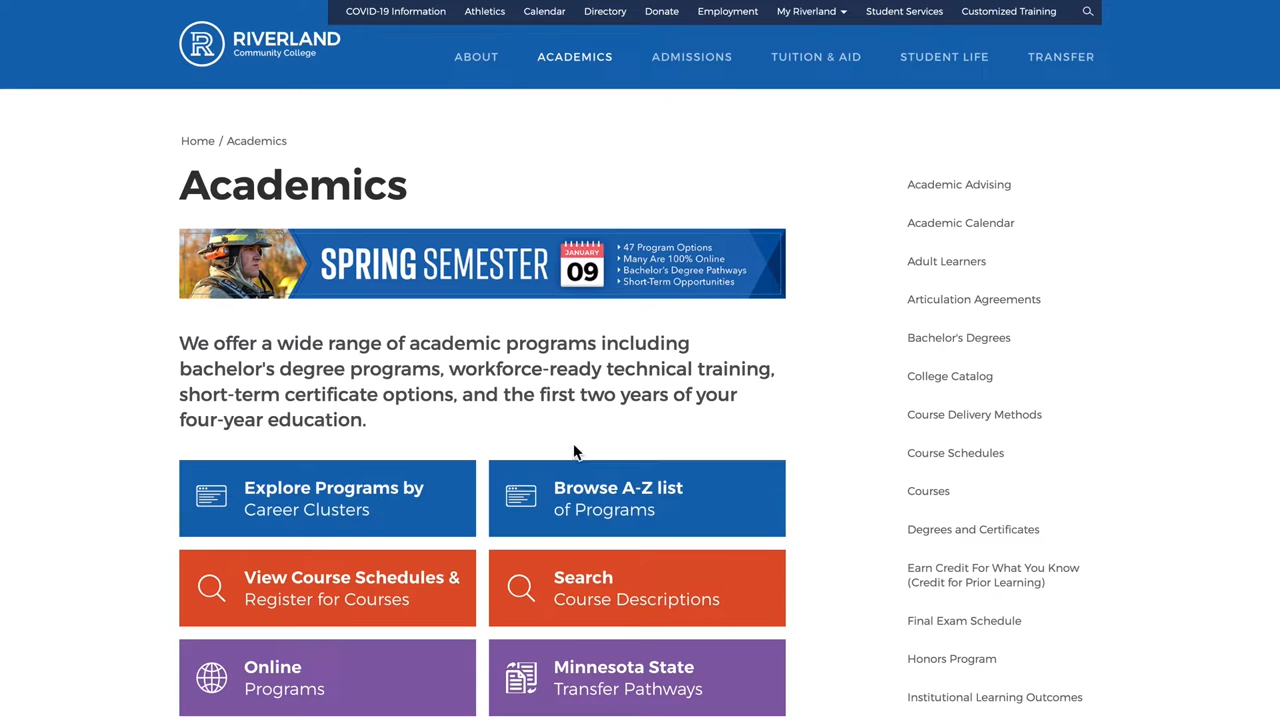 COVID-19 Information Athletics Calendar Directory Donate Employment My Riverland Student Services Customized Training
RIVERLAND
Community College
ABOUT ACADEMICS ADMISSIONS TUITION & AID STUDENT LIFE TRANSFER
Home / Academics
Academics
SPRING SEMESTER
JANUARY
09
47 Program Options
Many Are 100% Online
Bachelor's Degree Pathways
Short-Term Opportunities
We offer a wide range of academic programs including
bachelor's degree programs, workforce-ready technical training,
short-term certificate options, and the first two years of your
four-year education.
Explore Programs by
Career Clusters
Browse A-Z list
of Programs
View Course Schedules &
Register for Courses
Search
Course Descriptions
Online
Programs
Minnesota State
Transfer Pathways
Academic Advising
Academic Calendar
Adult Learners
Articulation Agreements
Bachelor's Degrees
College Catalog
Course Delivery Methods
Course Schedules
Courses
Degrees and Certificates
Earn Credit For What You Know
(Credit for Prior Learning)
Final Exam Schedule
Honors Program
Institutional Learning Outcomes